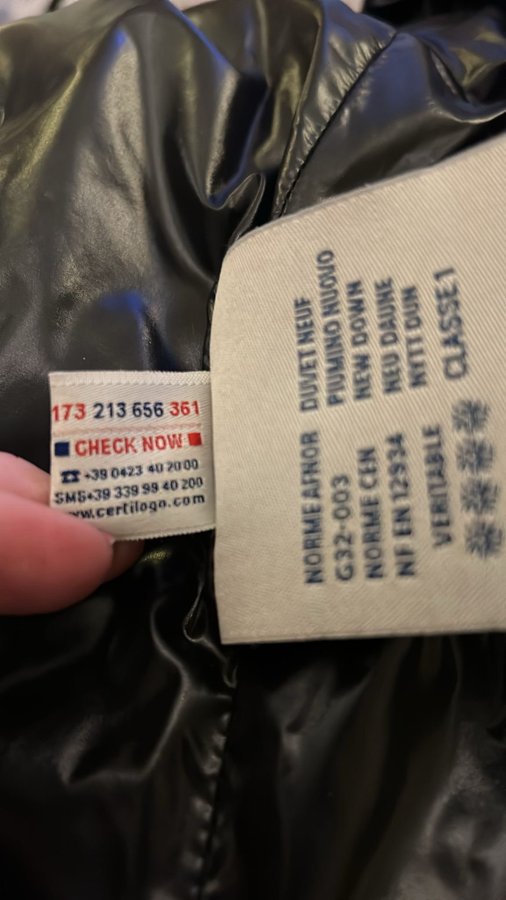 173 213 656 361
CHECK NOW
☎ +39 0423 40 20 00
SMS+39 339 99 40 200
www.certilogo.com
NORME AFNOR
G32-003
NORME CEN
NF EN 12934
VERITABLE
DUVET NEUF
PIUMINO NUOVO
NEW DOWN
NEU DAUNE
NYTT DUN
CLASSE 1